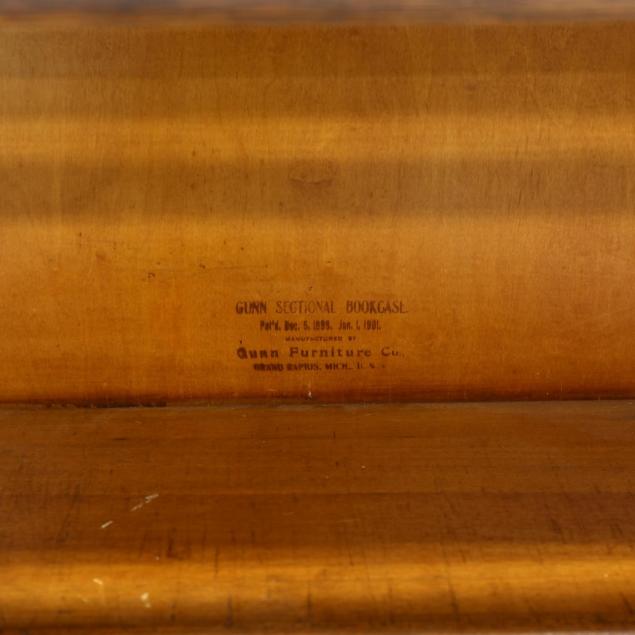 GUNN SECTIONAL BOOKCASE.
Pat'd. Dec. 5, 1899. Jan. 1, 1901.
MANUFACTURED BY
Gunn Furniture Co.,
GRAND RAPIDS, MICH., U. S. A.